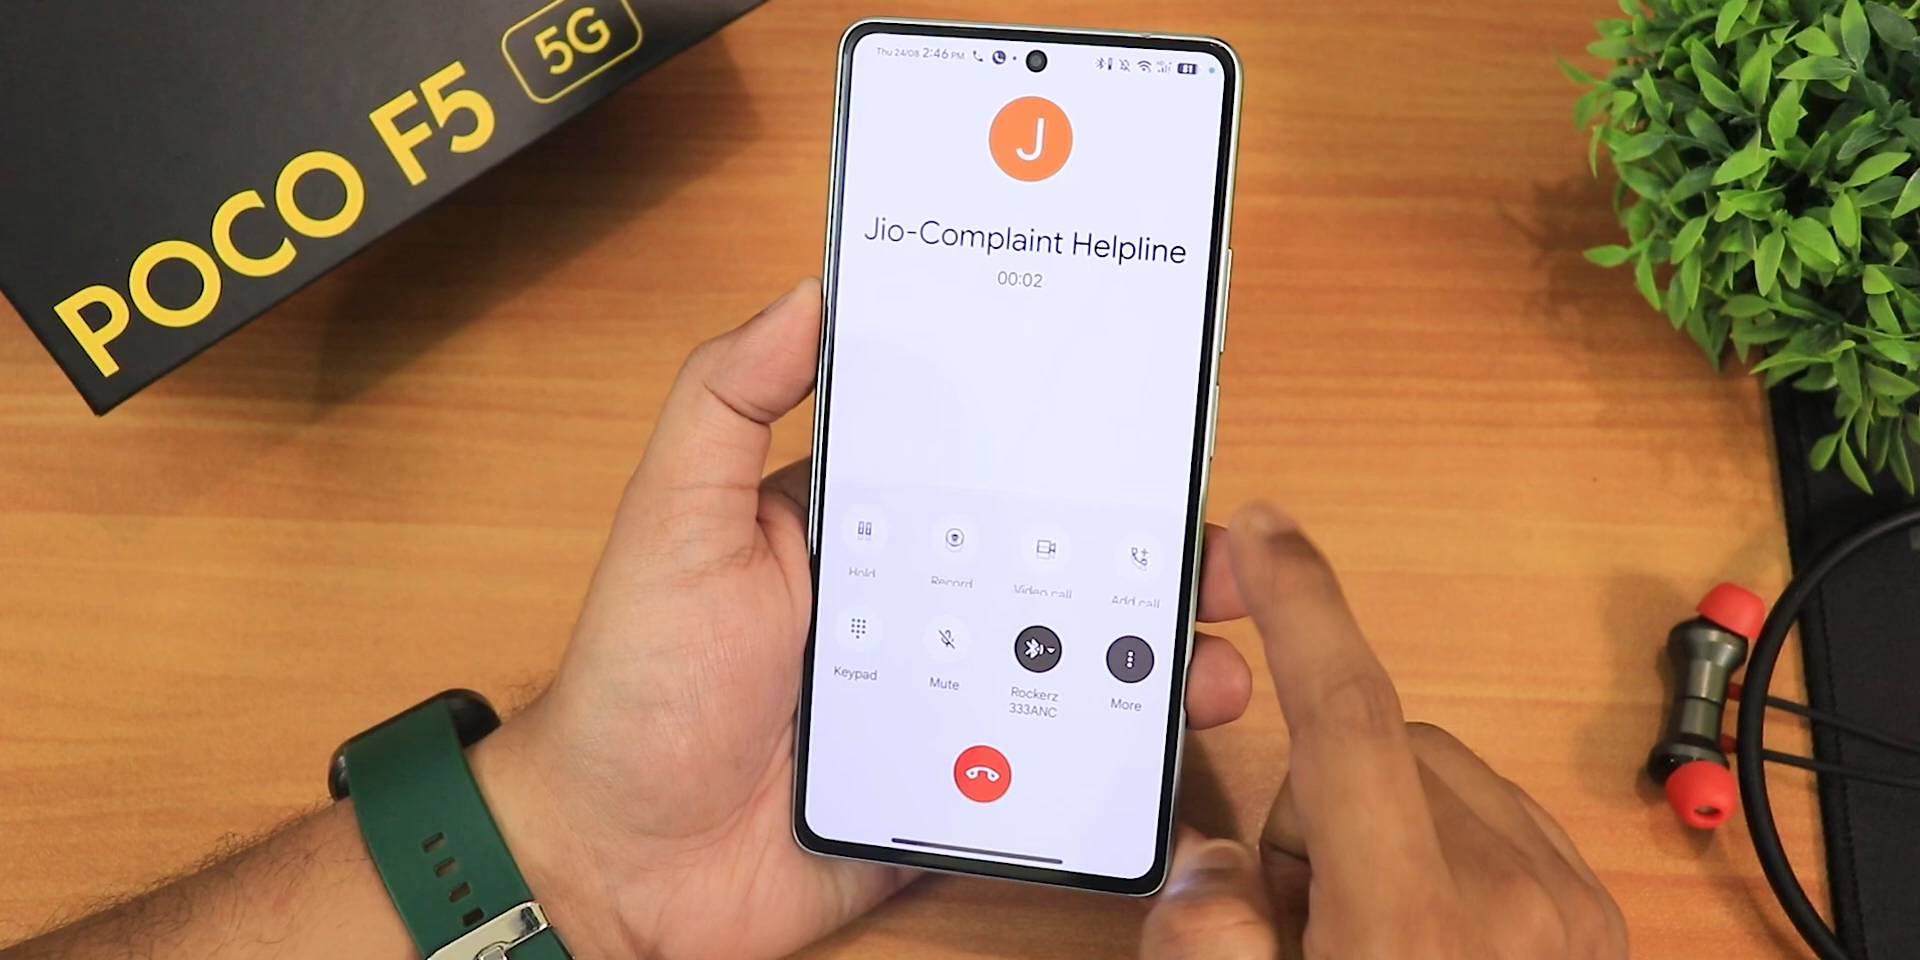 POCO F5 5G
Thu 24/08 2:46 PM
81
J
Jio-Complaint Helpline
00:02
Hold Record Video call Add call
Keypad Mute Rockerz 333ANC More